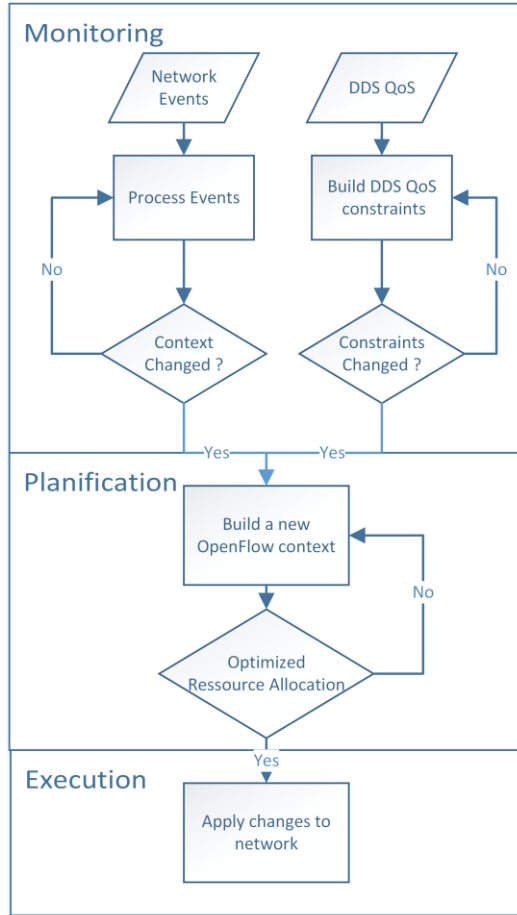 Monitoring
Network
Events
DDS QoS
Process Events
Build DDS QoS
constraints
No
No
Context
Changed ?
Constraints
Changed ?
Yes
Yes
Planification
Build a new
OpenFlow context
No
Optimized
Ressource Allocation
Yes
Execution
Apply changes to
network